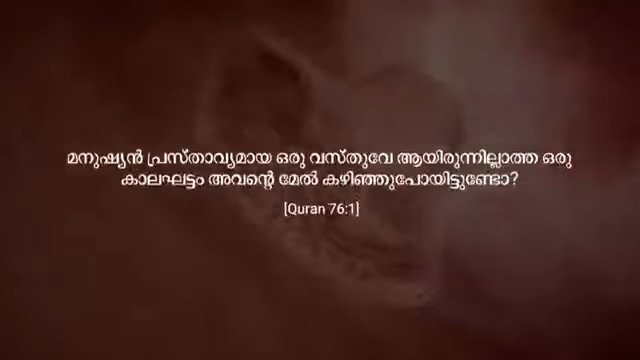 മനുഷ്യൻ പ്രസ്താവ്യമായ ഒരു വസ്തുവേ ആയിരുന്നില്ലാത്ത ഒരു
കാലഘട്ടം അവന്റെ മേൽ കഴിഞ്ഞുപോയിട്ടുണ്ടോ?
[Quran 76:1]